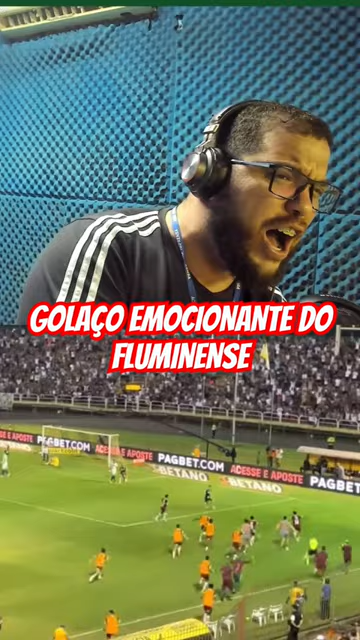 GOLAÇO EMOCIONANTE DO
FLUMINENSE
ACESSE E APOSTE
PAGBET.COM
PAGBET.COM
ACESSE E APOSTE
PAGBET.COM
BETANO
BETANO